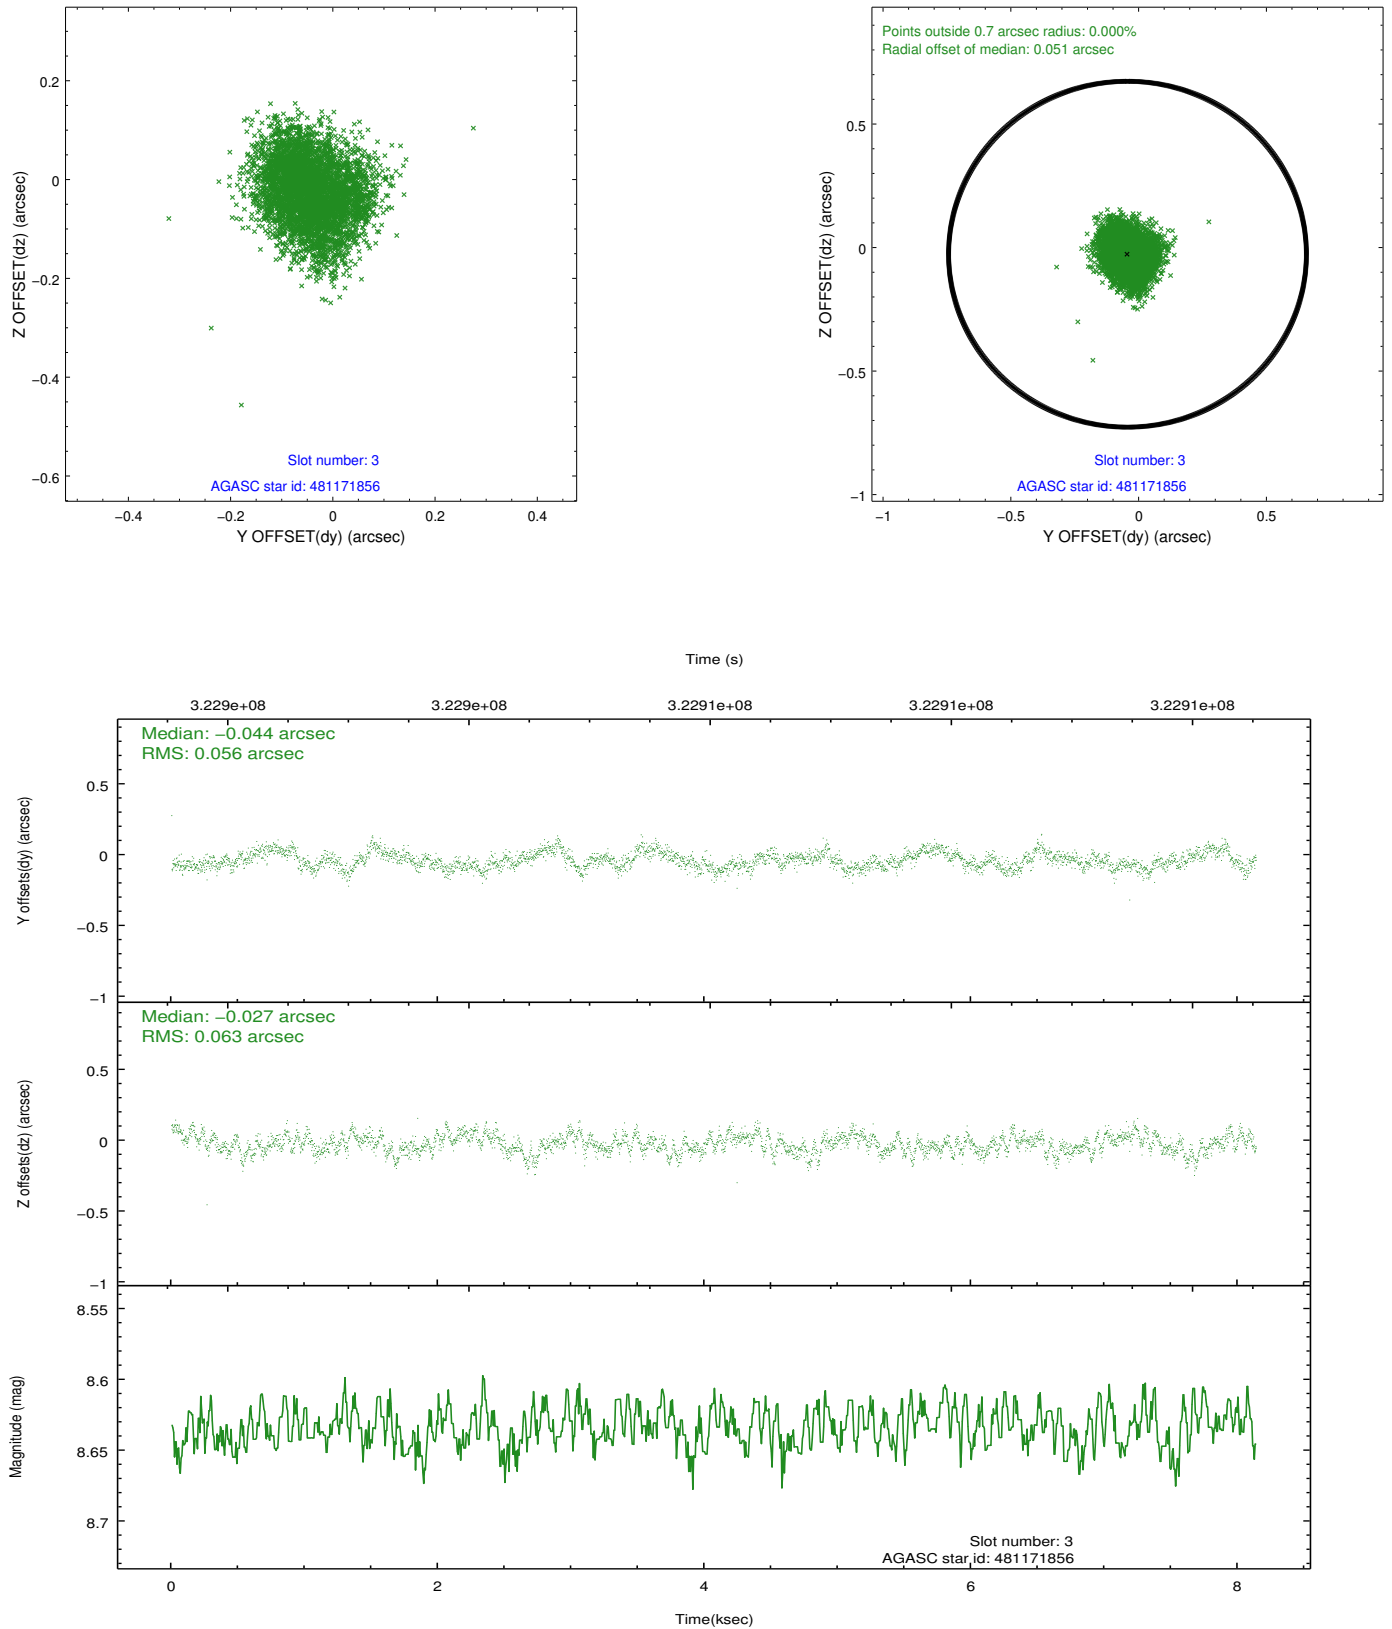 0.2
0
−0.2
−0.4
−0.6
Z OFFSET(dz) (arcsec)
Slot number: 3
AGASC star id: 481171856
−0.4 −0.2 0 0.2 0.4
Y OFFSET(dy) (arcsec)
Points outside 0.7 arcsec radius: 0.000%
Radial offset of median: 0.051 arcsec
0.5
0
−0.5
−1
Z OFFSET(dz) (arcsec)
Slot number: 3
AGASC star id: 481171856
−1 −0.5 0 0.5
Y OFFSET(dy) (arcsec)
Time (s)
3.229e+08 3.229e+08 3.2291e+08 3.2291e+08 3.2291e+08
Median: −0.044 arcsec
RMS: 0.056 arcsec
0.5
0
−0.5
−1
Y offsets(dy) (arcsec)
Median: −0.027 arcsec
RMS: 0.063 arcsec
0.5
0
−0.5
−1
Z offsets(dz) (arcsec)
8.55
8.6
8.65
8.7
Magnitude (mag)
Slot number: 3
AGASC star id: 481171856
0 2 4 6 8
Time(ksec)